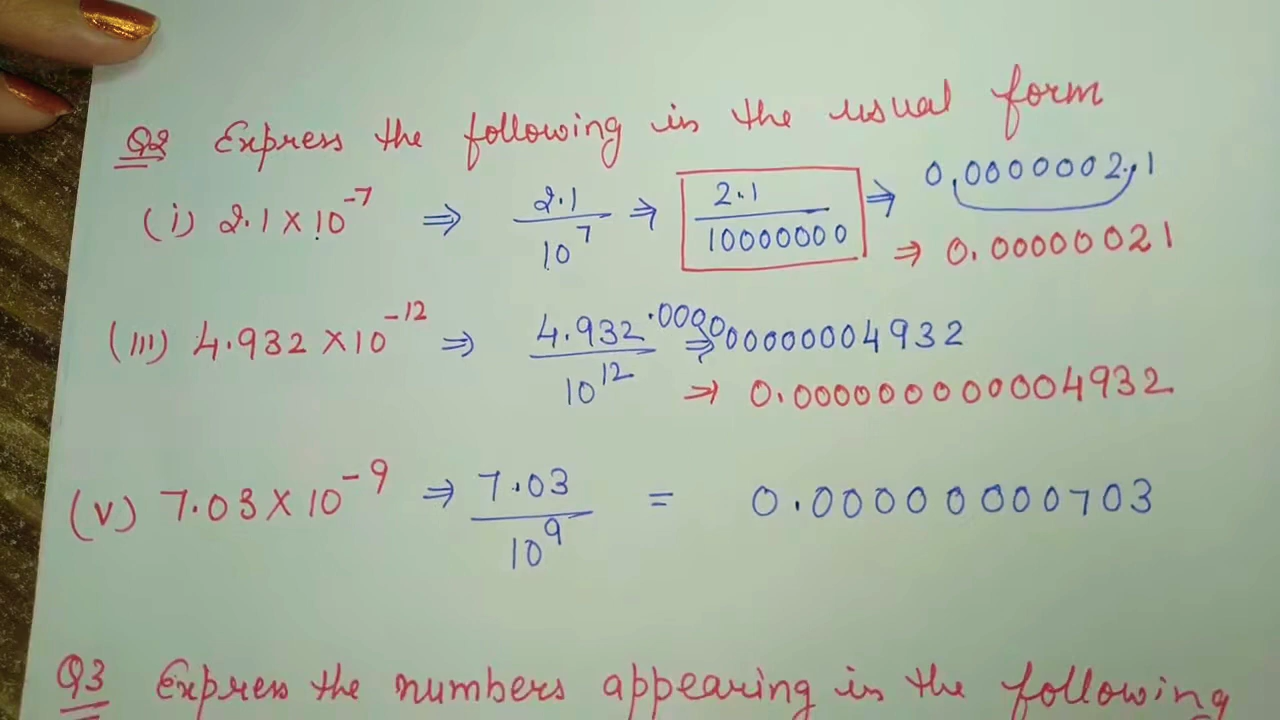 Q2 Express the following in the usual form
(i) 2.1 × 10⁻⁷ ⇒ 2.1/10⁷ ⇒ 2.1/10000000 ⇒ 0.0000002.1
⇒ 0.00000021
(iii) 4.932 × 10⁻¹² ⇒ 4.932/10¹² ⇒ .000000000004932
⇒ 0.000000000004932
(v) 7.03 × 10⁻⁹ ⇒ 7.03/10⁹ = 0.00000000703
Q3 Express the numbers appearing in the following